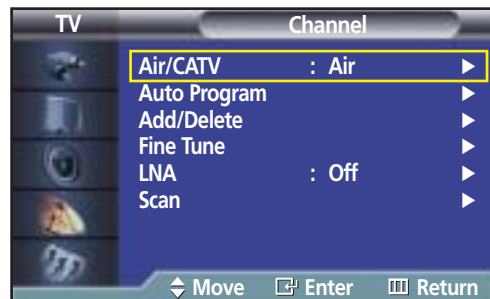 TV Channel
Air/CATV : Air
Auto Program
Add/Delete
Fine Tune
LNA : Off
Scan
Move Enter Return